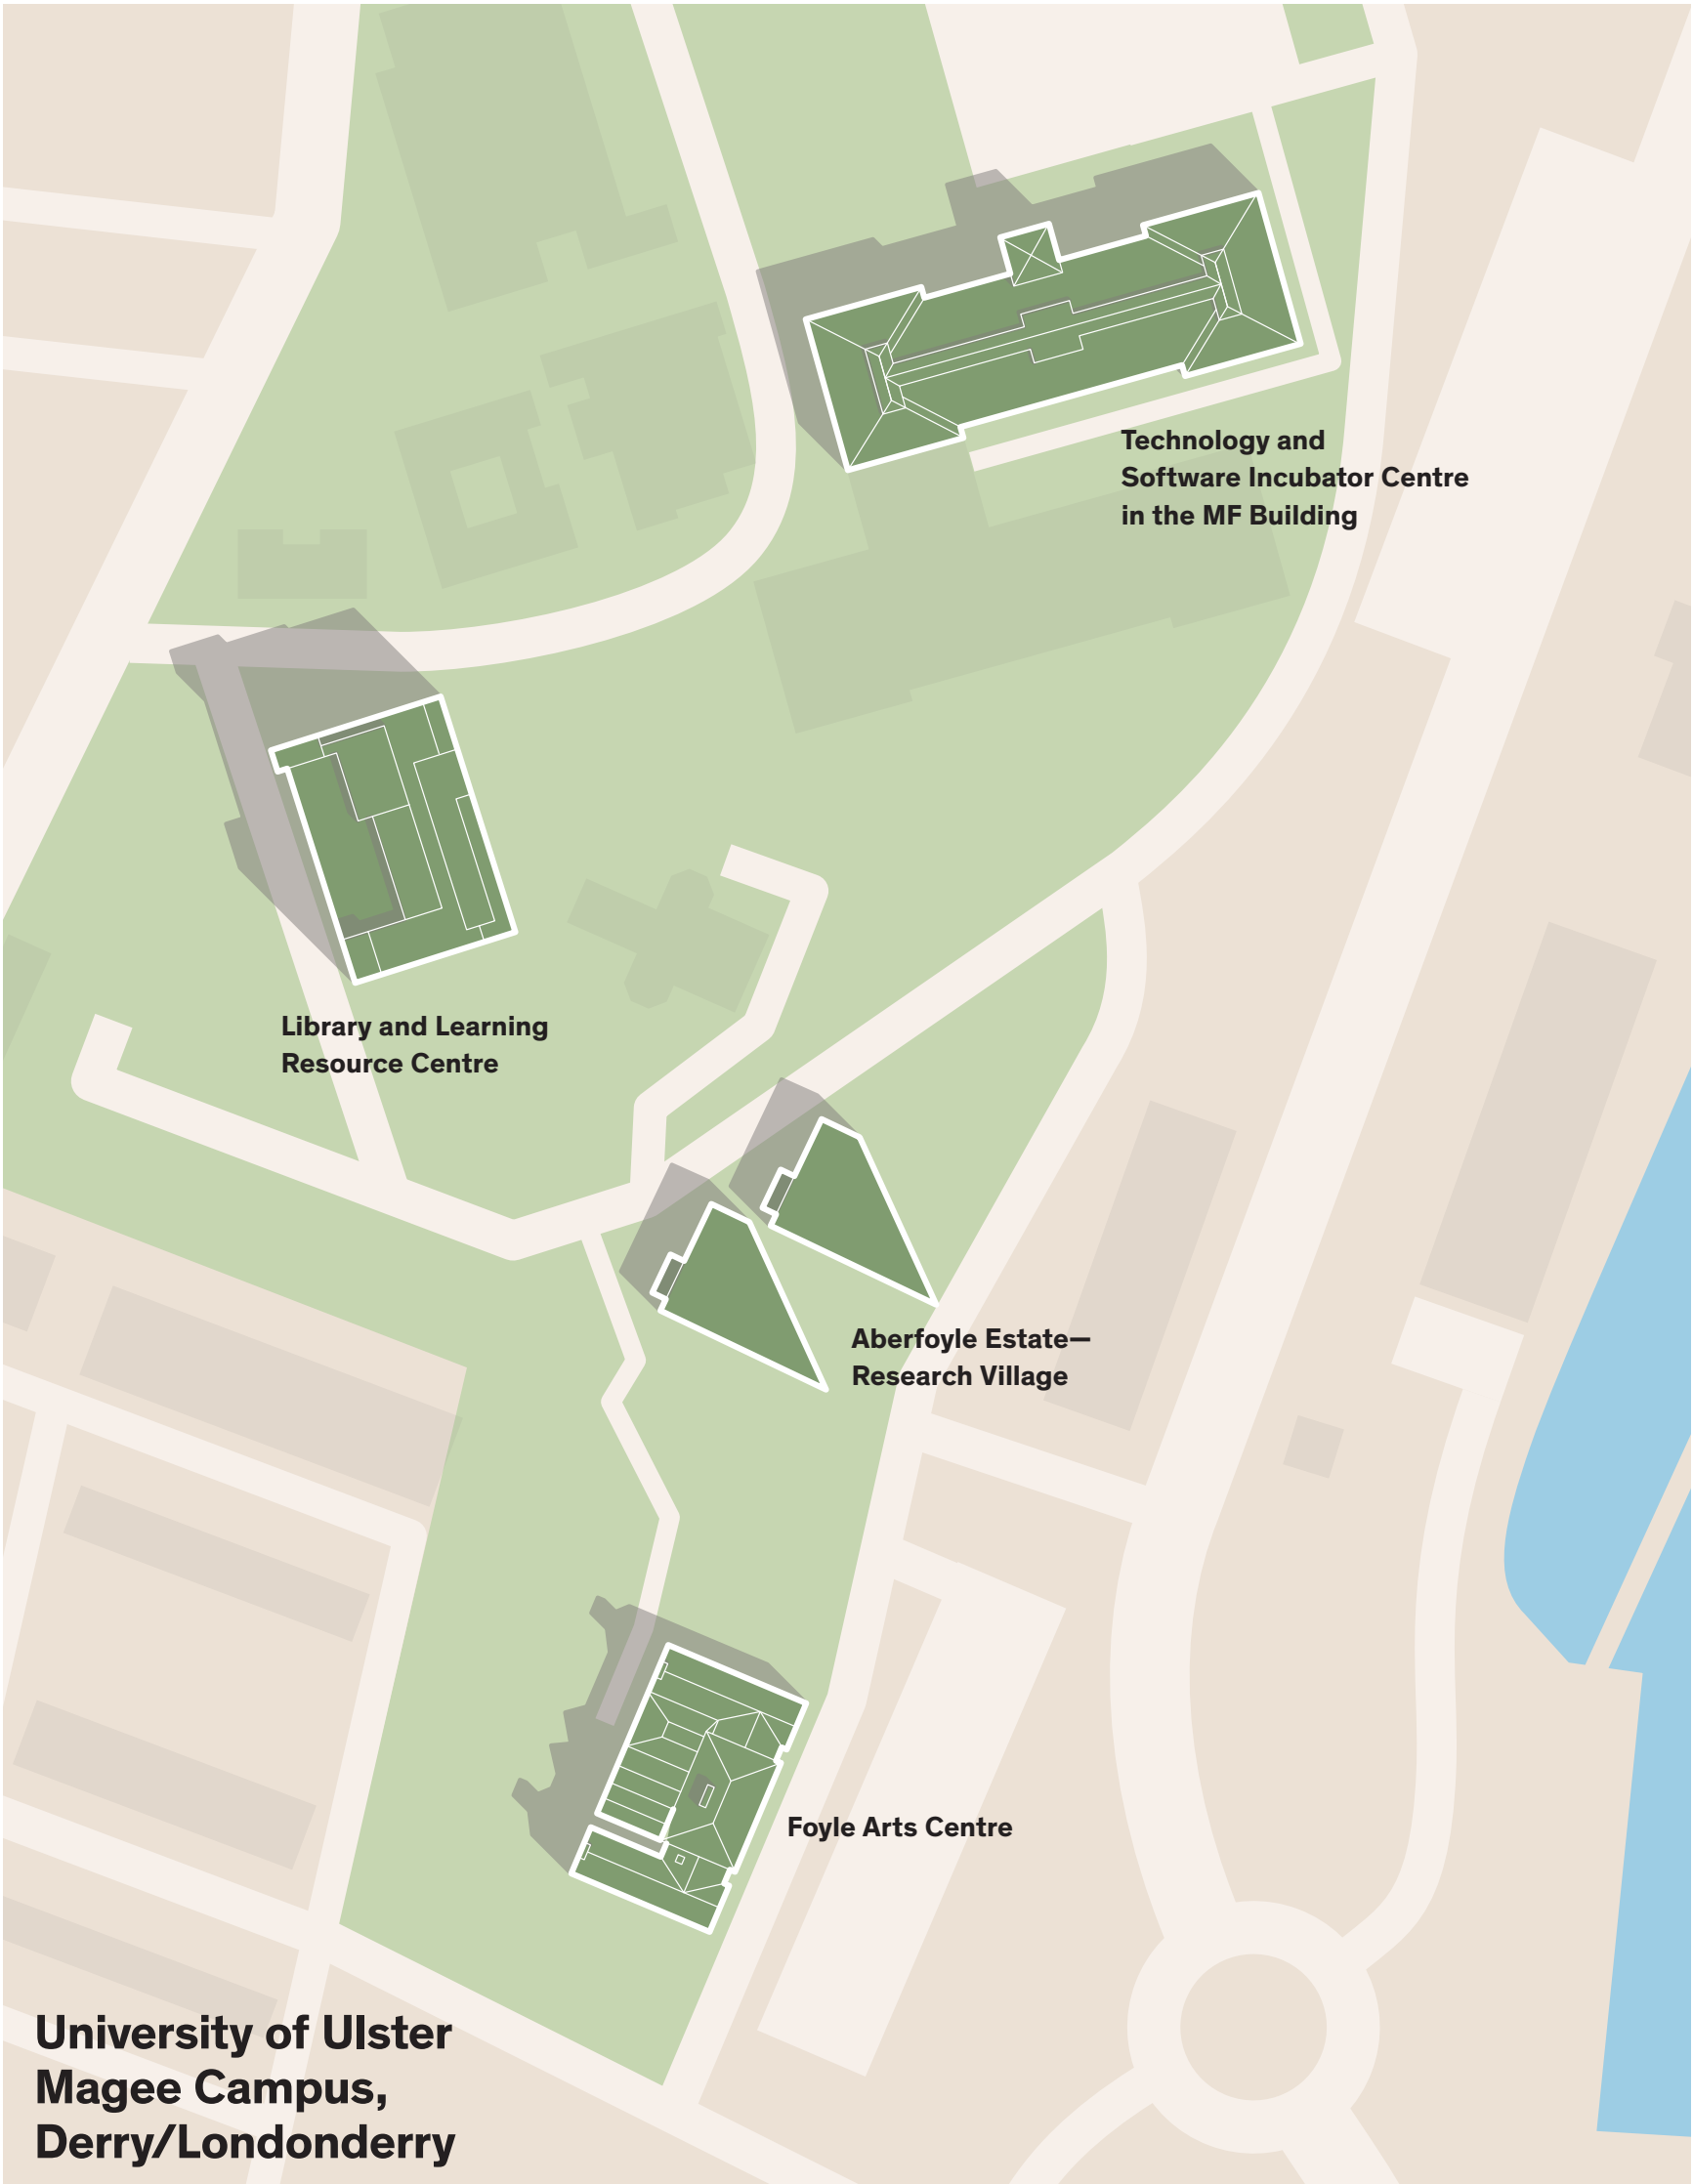 Technology and
Software Incubator Centre
in the MF Building
Library and Learning
Resource Centre
Aberfoyle Estate—
Research Village
Foyle Arts Centre
University of Ulster
Magee Campus,
Derry/Londonderry